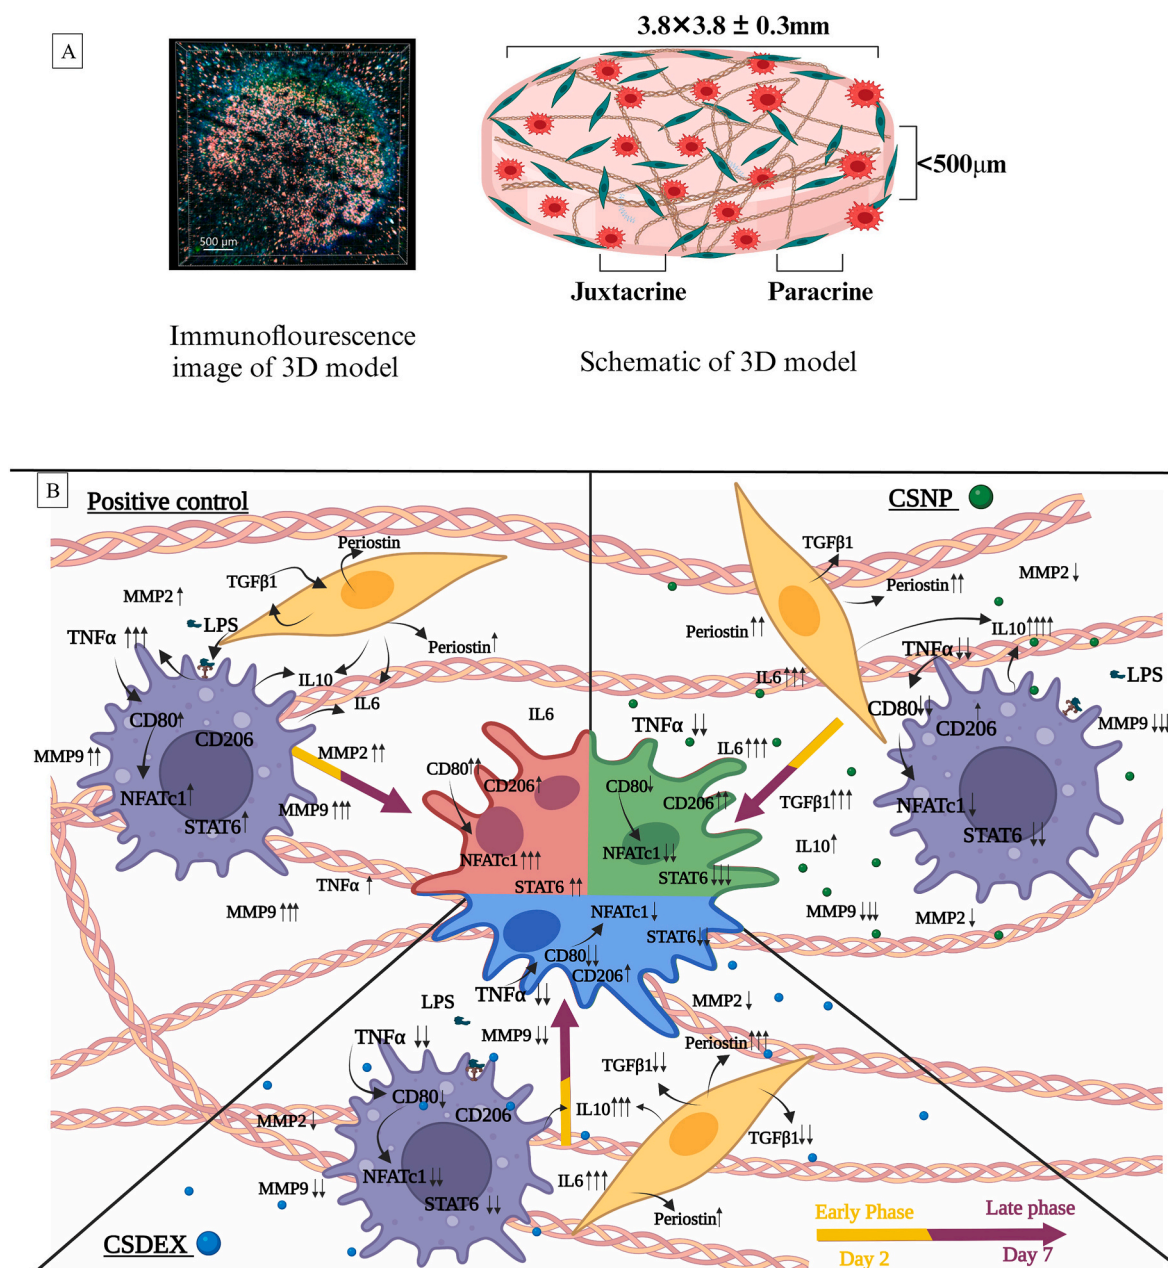 A
3.8×3.8 ± 0.3mm
<500μm
500 μm
Juxtacrine
Paracrine
Immunoflourescence
image of 3D model
Schematic of 3D model
B
Positive control
Periostin
TGFβ1
MMP2 ↑
LPS
TNFα ↑↑↑
Periostin↑
IL10
IL6
CD80↑
CD206
MMP9 ↑↑
NFATc1↑
STAT6↑
MMP2 ↑↑
MMP9 ↑↑↑
TNFα ↑
MMP9 ↑↑↑
IL6
CD80↑↑
CD206↑
NFATc1 ↑↑↑
STAT6 ↑↑
CSNP
TGFβ1
MMP2 ↓
Periostin ↑↑
Periostin ↑↑
IL10 ↑↑↑↑
TNFα ↓↓
IL6 ↑↑↑
LPS
CD80↓↓
CD206 ↑
MMP9 ↓↓↓
TNFα ↓↓
IL6 ↑↑↑
CD80↓
CD206↑↑
TGFβ1↑↑↑
NFATc1↓
STAT6 ↓↓
IL10 ↑
NFATc1↓↓
STAT6 ↓↓↓
MMP9 ↓↓↓
MMP2 ↓
NFATc1↓
STAT6↓↓
CD80↓↓
CD206↑
TNFα ↓↓
LPS
MMP2 ↓
MMP9 ↓↓
TNFα ↓↓
Periostin↑↑↑
TGFβ1↓↓
CD80↓
CD206
IL10↑↑↑
MMP2 ↓
TGFβ1↓↓
NFATc1 ↓↓
IL6 ↑↑↑
MMP9 ↓↓
STAT6 ↓↓
Periostin↑
CSDEX
Early Phase
Late phase
Day 2
Day 7